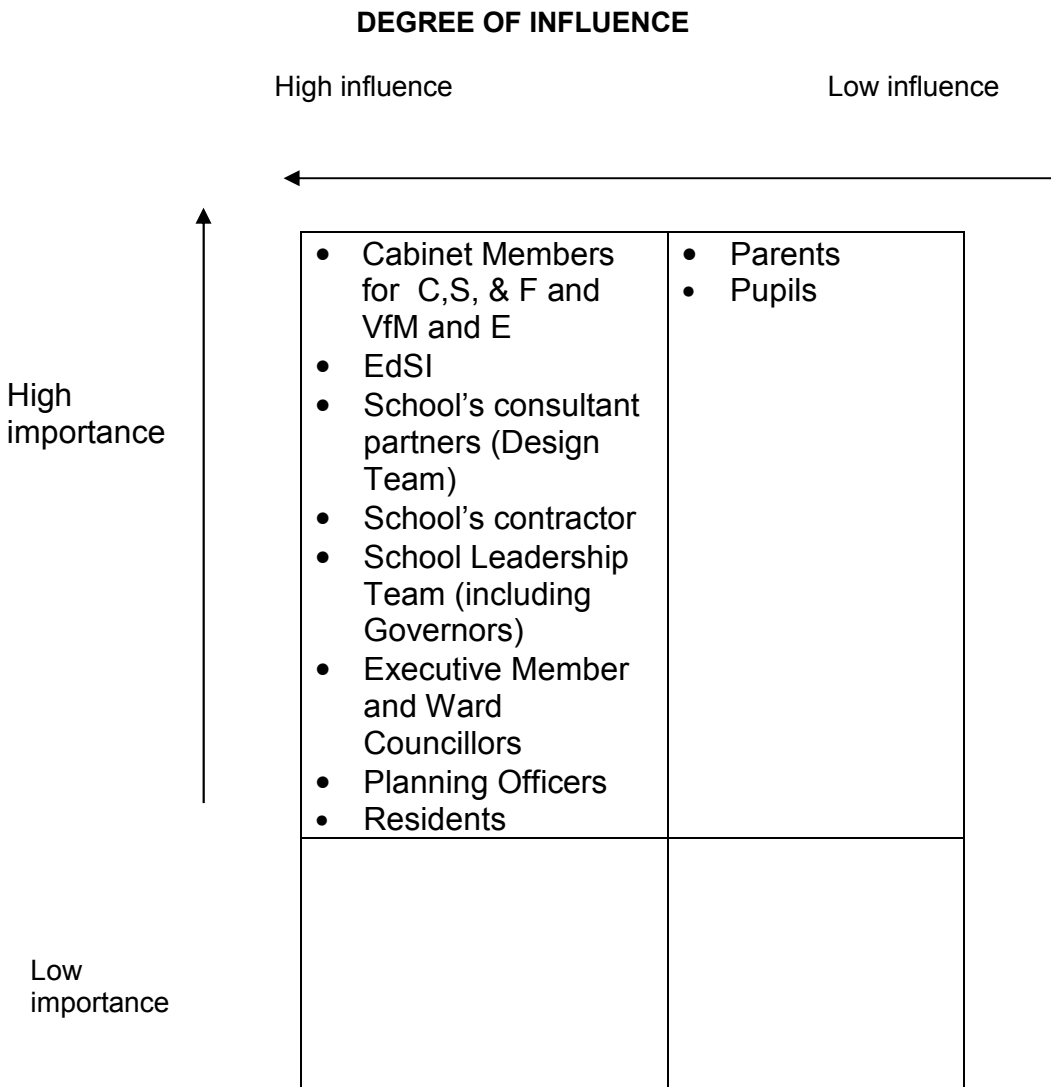 DEGREE OF INFLUENCE
High influence
Low influence
High
importance
• Cabinet Members
for C,S, & F and
VfM and E
• EdSI
• School’s consultant
partners (Design
Team)
• School’s contractor
• School Leadership
Team (including
Governors)
• Executive Member
and Ward
Councillors
• Planning Officers
• Residents
• Parents
• Pupils
Low
importance